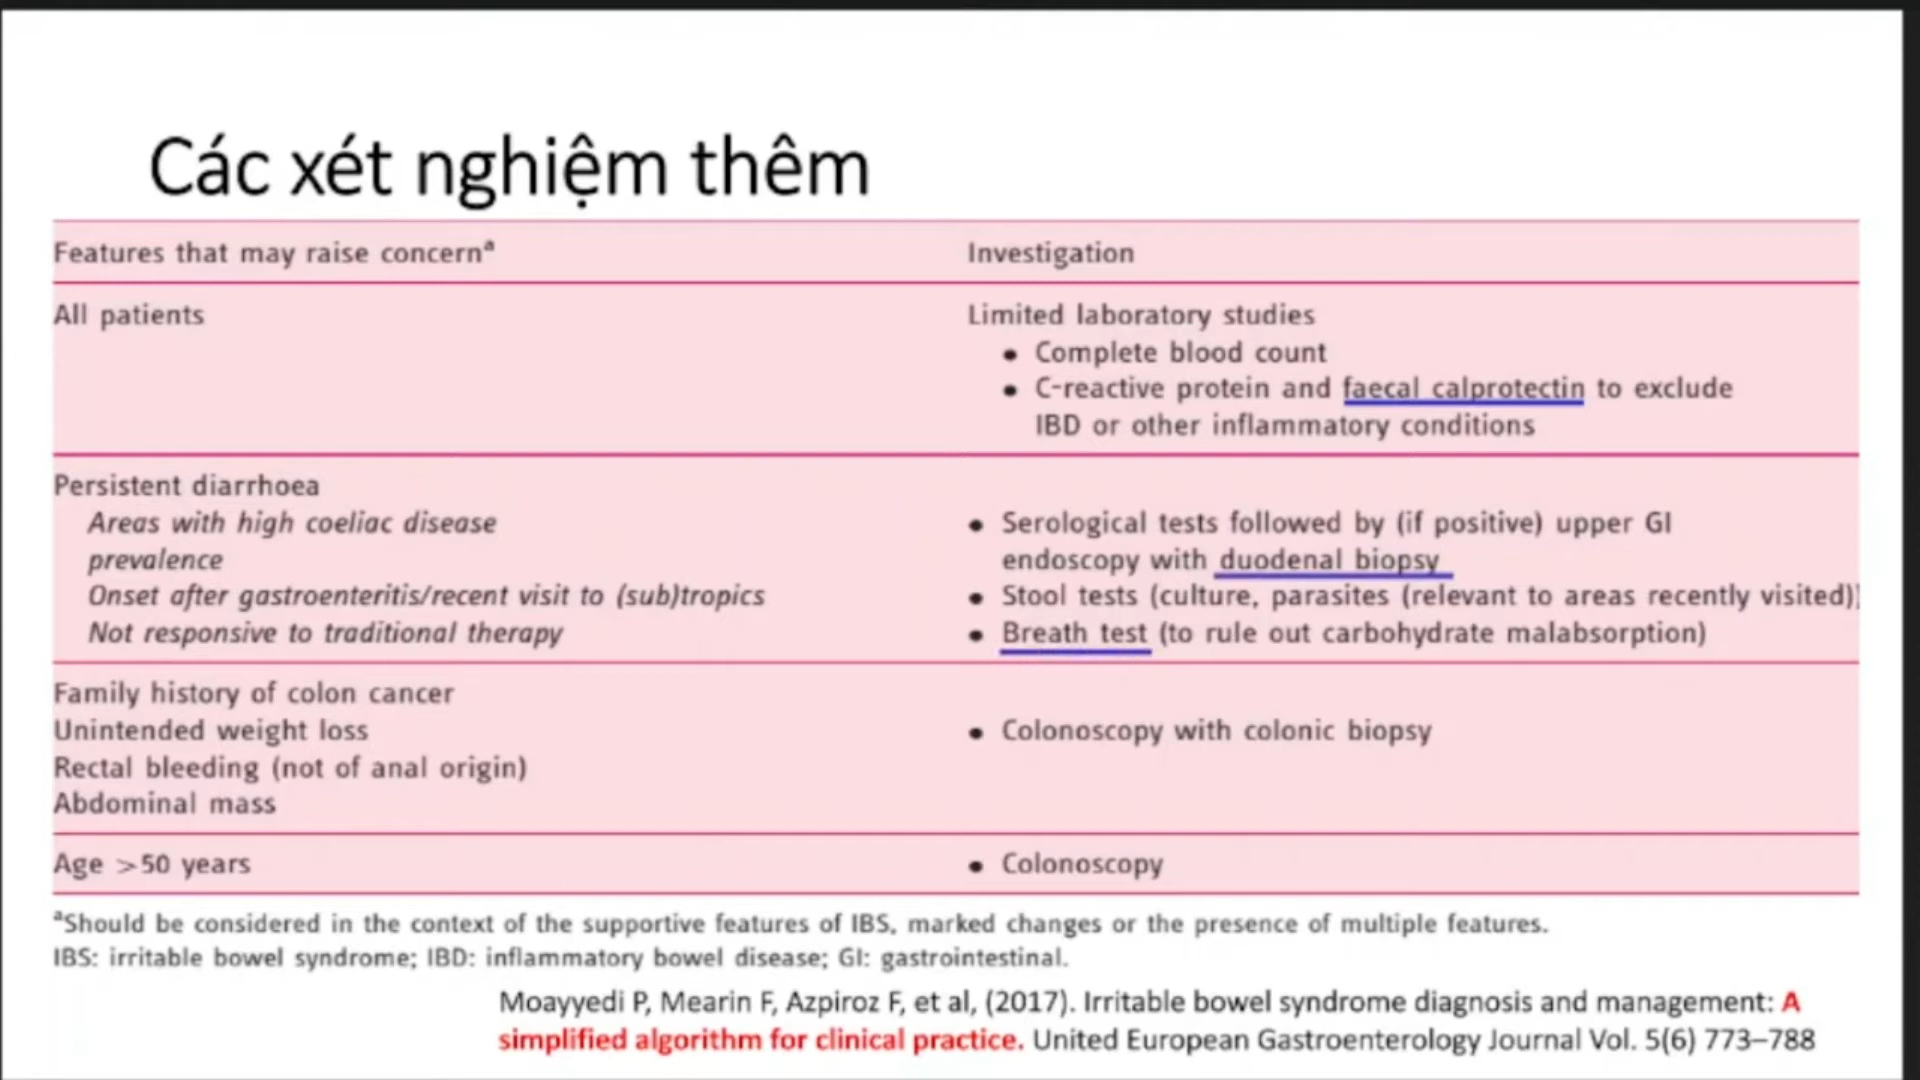 Các xét nghiệm thêm
Features that may raise concernᵃ
Investigation
All patients
Limited laboratory studies
• Complete blood count
• C-reactive protein and faecal calprotectin to exclude
IBD or other inflammatory conditions
Persistent diarrhoea
Areas with high coeliac disease
prevalence
Onset after gastroenteritis/recent visit to (sub)tropics
Not responsive to traditional therapy
• Serological tests followed by (if positive) upper GI
endoscopy with duodenal biopsy
• Stool tests (culture, parasites (relevant to areas recently visited))
• Breath test (to rule out carbohydrate malabsorption)
Family history of colon cancer
Unintended weight loss
Rectal bleeding (not of anal origin)
Abdominal mass
• Colonoscopy with colonic biopsy
Age >50 years
• Colonoscopy
ᵃShould be considered in the context of the supportive features of IBS, marked changes or the presence of multiple features.
IBS: irritable bowel syndrome; IBD: inflammatory bowel disease; GI: gastrointestinal.
Moayyedi P, Mearin F, Azpiroz F, et al, (2017). Irritable bowel syndrome diagnosis and management: A
simplified algorithm for clinical practice. United European Gastroenterology Journal Vol. 5(6) 773–788